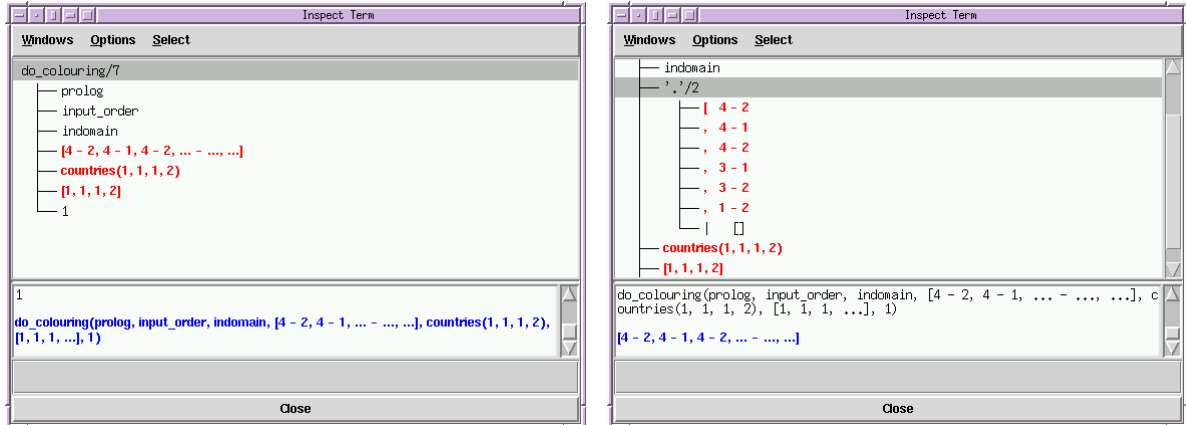 Inspect Term
Windows Options Select
do_colouring/7
prolog
input_order
indomain
[4 - 2, 4 - 1, 4 - 2, ... - ..., ...]
countries(1, 1, 1, 2)
[1, 1, 1, 2]
1
1
do_colouring(prolog, input_order, indomain, [4 - 2, 4 - 1, ... - ..., ...], countries(1, 1, 1, 2),
[1, 1, 1, ...], 1)
Close
Inspect Term
Windows Options Select
indomain
'.'/2
[ 4 - 2
, 4 - 1
, 4 - 2
, 3 - 1
, 3 - 2
, 1 - 2
| []
countries(1, 1, 1, 2)
[1, 1, 1, 2]
do_colouring(prolog, input_order, indomain, [4 - 2, 4 - 1, ... - ..., ...], c
ountries(1, 1, 1, 2), [1, 1, 1, ...], 1)
[4 - 2, 4 - 1, 4 - 2, ... - ..., ...]
Close